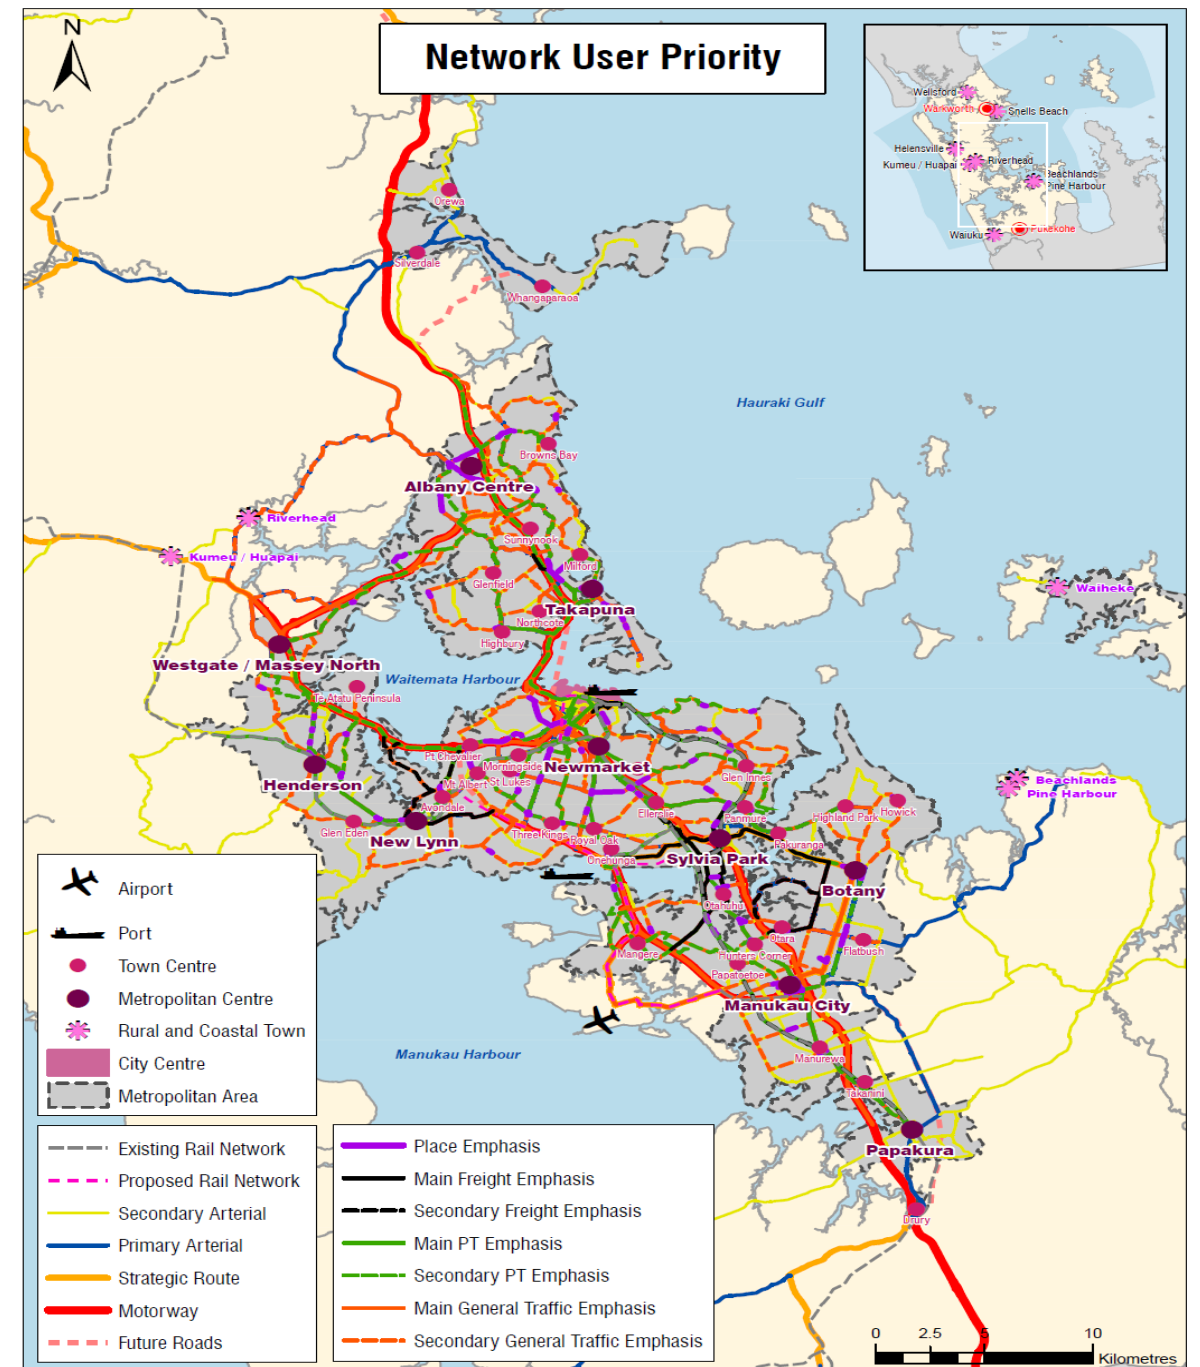 N
Network User Priority
Wellsford
Warkworth
Snells Beach
Helensville
Kumeu / Huapai
Riverhead
Beachlands
Pine Harbour
Waiuku
Pukekohe
Orewa
Silverdale
Whangaparaoa
Hauraki Gulf
Browns Bay
Albany Centre
Riverhead
Sunnynook
Kumeu / Huapai
Milford
Glenfield
Waiheke
Takapuna
Northcote
Highbury
Westgate / Massey North
Waitemata Harbour
Te Atatu Peninsula
Pt Chevalier
Morningside
Newmarket
Mt Albert
St Lukes
Glen Innes
Henderson
Beachlands
Pine Harbour
Avondale
Ellerslie
Panmure
Highland Park
Howick
Glen Eden
New Lynn
Three Kings
Royal Oak
Pakuranga
Onehunga
Sylvia Park
Botany
Otahuhu
Otara
Mangere
Hunters Corner
Flatbush
Papatoetoe
Manukau City
Manukau Harbour
Manurewa
Takanini
Papakura
Drury
Airport
Port
Town Centre
Metropolitan Centre
Rural and Coastal Town
City Centre
Metropolitan Area
Existing Rail Network
Proposed Rail Network
Secondary Arterial
Primary Arterial
Strategic Route
Motorway
Future Roads
Place Emphasis
Main Freight Emphasis
Secondary Freight Emphasis
Main PT Emphasis
Secondary PT Emphasis
Main General Traffic Emphasis
Secondary General Traffic Emphasis
0 2.5 5 10
Kilometres